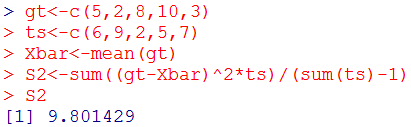 > gt<-c(5,2,8,10,3)
> ts<-c(6,9,2,5,7)
> Xbar<-mean(gt)
> S2<-sum((gt-Xbar)^2*ts)/(sum(ts)-1)
> S2
[1] 9.801429